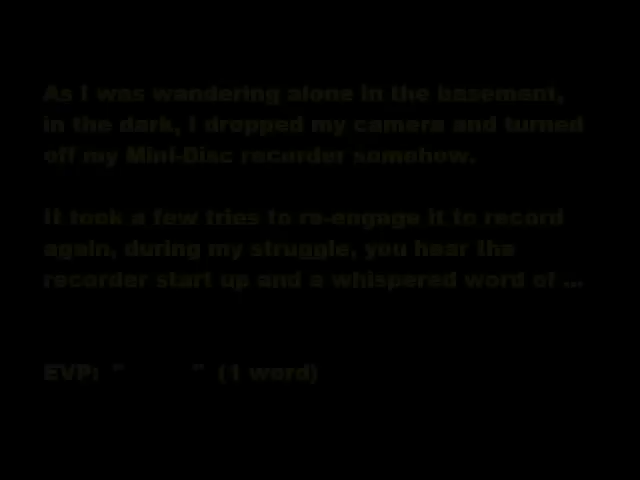 As I was wandering alone in the basement,
in the dark, I dropped my camera and turned
off my Mini-Disc recorder somehow.
It took a few tries to re-engage it to record
again, during my struggle, you hear the
recorder start up and a whispered word of ...
EVP: "        " (1 word)